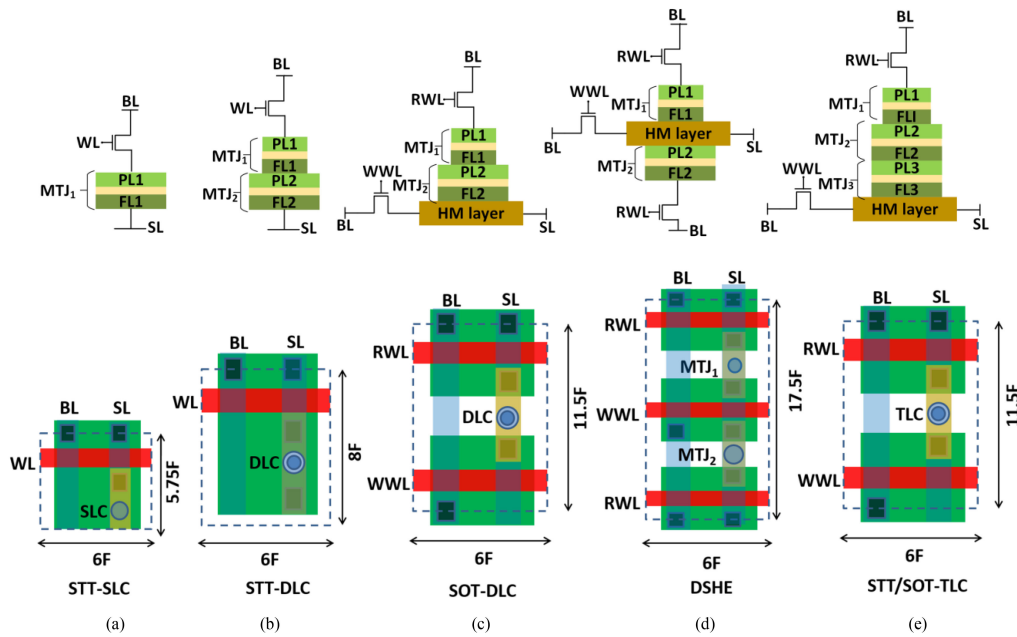 BL
WL
MTJ1
PL1
FL1
SL
BL
WL
MTJ1
PL1
FL1
MTJ2
PL2
FL2
SL
BL
RWL
MTJ1
PL1
FL1
MTJ2
PL2
FL2
WWL
HM layer
BL
SL
BL
RWL
WWL
MTJ1
PL1
FL1
HM layer
BL
SL
MTJ2
PL2
FL2
RWL
BL
BL
RWL
MTJ1
PL1
FLI
MTJ2
PL2
FL2
MTJ3
PL3
FL3
WWL
HM layer
BL
SL
BL SL
WL
SLC
5.75F
6F
STT-SLC
BL SL
WL
DLC
8F
6F
STT-DLC
BL SL
RWL
DLC
WWL
11.5F
6F
SOT-DLC
BL SL
RWL
MTJ1
WWL
MTJ2
RWL
17.5F
6F
DSHE
BL SL
RWL
TLC
WWL
11.5F
6F
STT/SOT-TLC
(a) (b) (c) (d) (e)